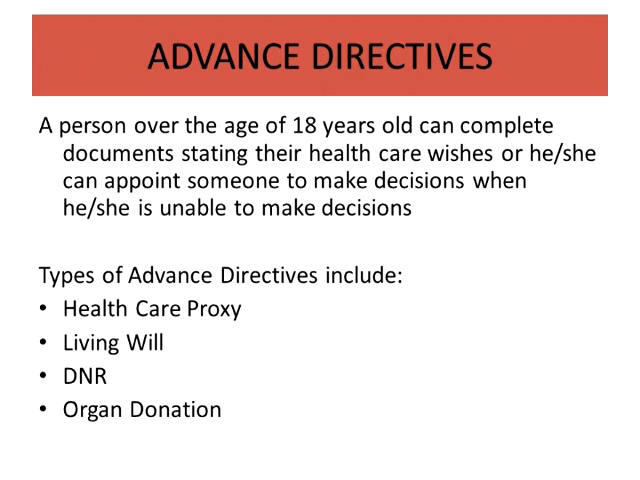 ADVANCE DIRECTIVES
A person over the age of 18 years old can complete
documents stating their health care wishes or he/she
can appoint someone to make decisions when
he/she is unable to make decisions
Types of Advance Directives include:
• Health Care Proxy
• Living Will
• DNR
• Organ Donation